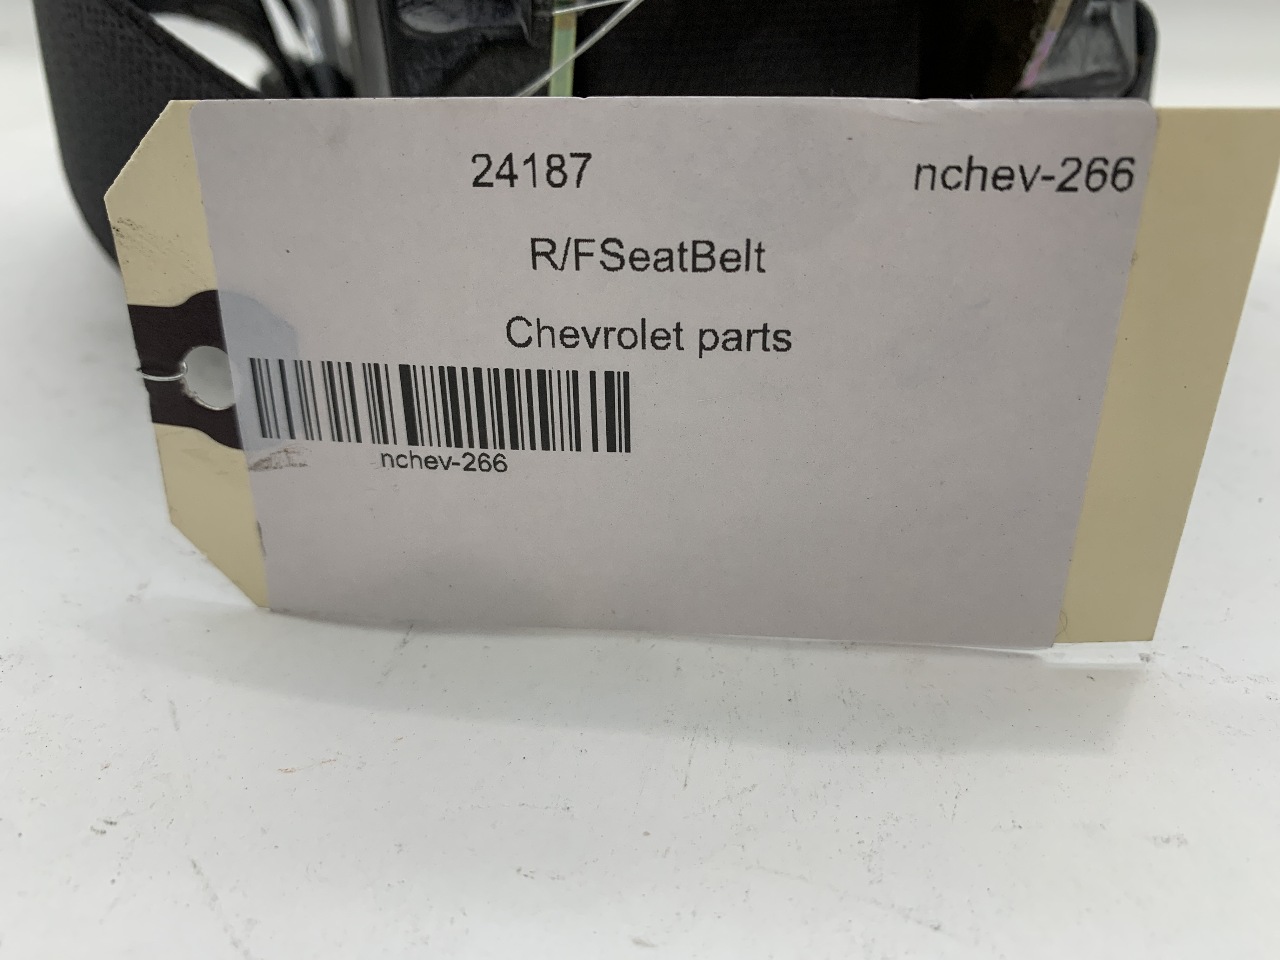 24187 nchev-266
R/FSeatBelt
Chevrolet parts
nchev-266